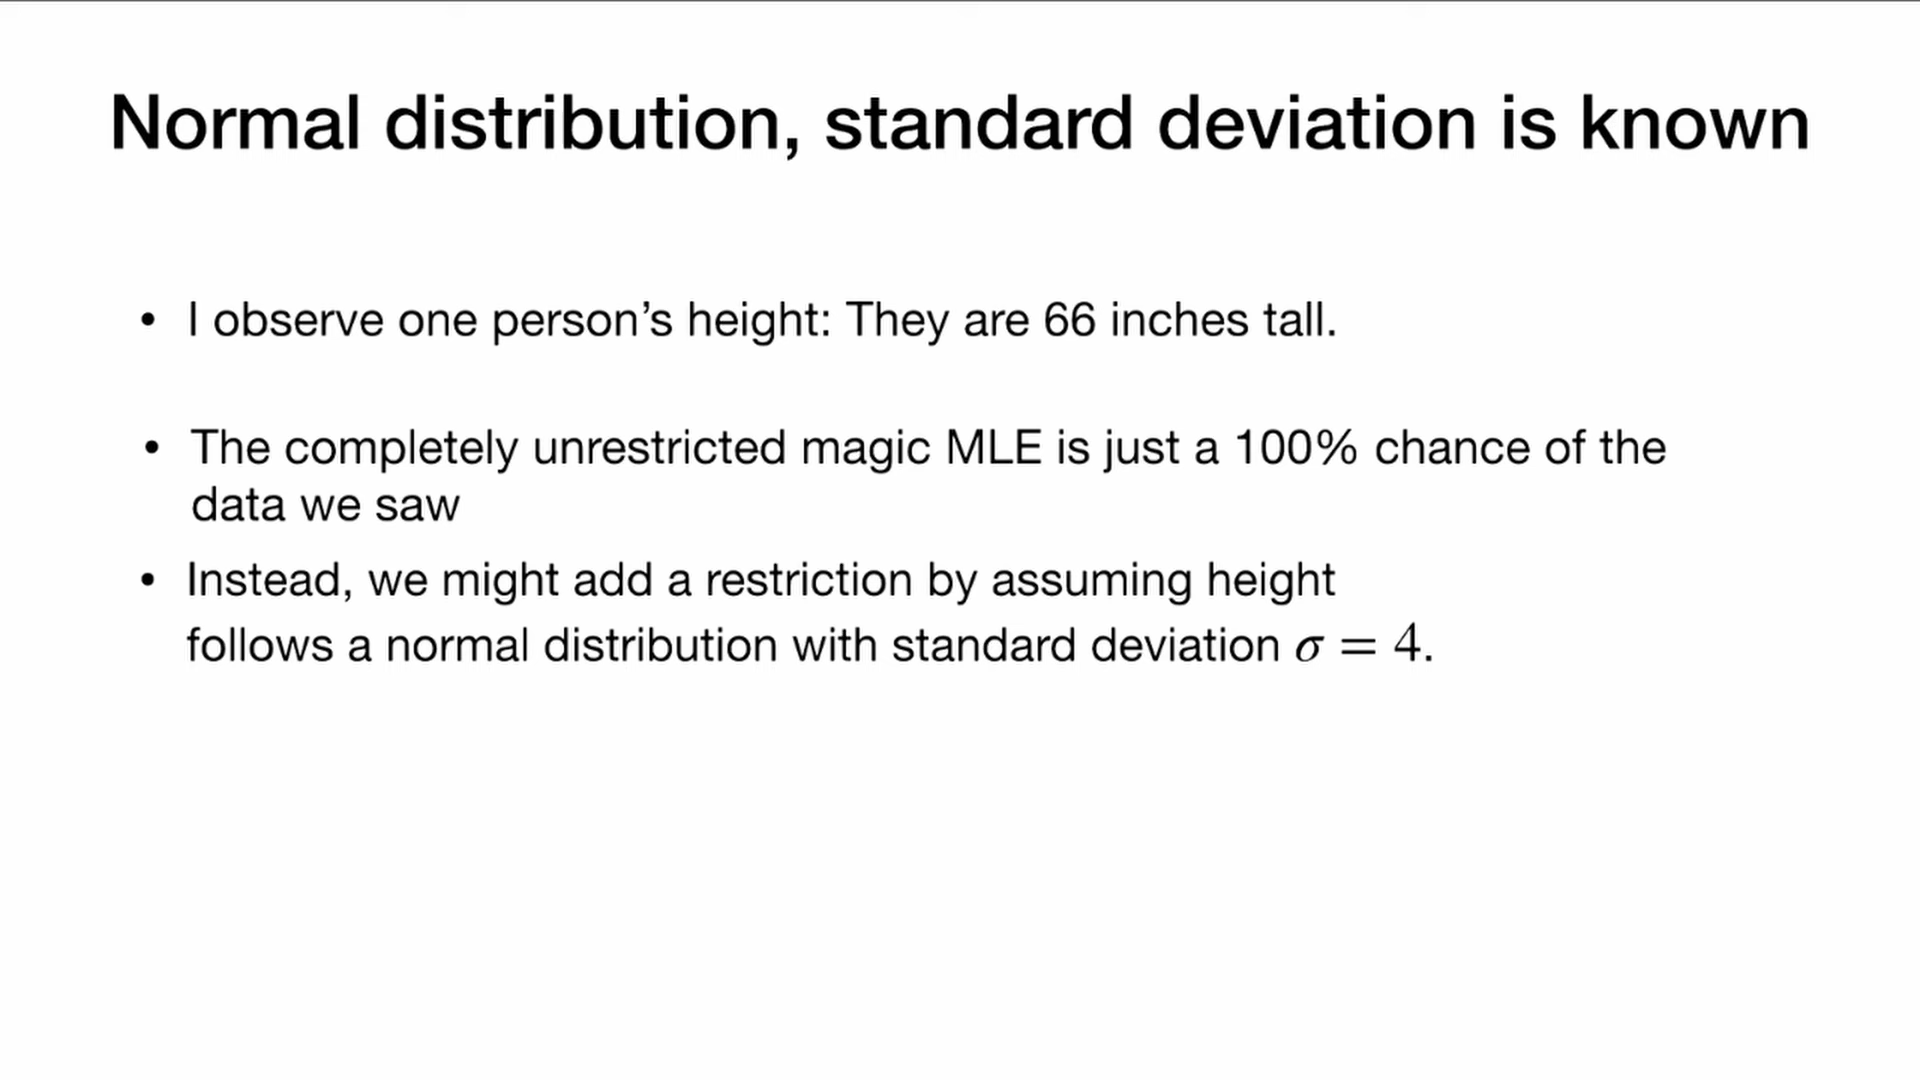 Normal distribution, standard deviation is known
• I observe one person’s height: They are 66 inches tall.
• The completely unrestricted magic MLE is just a 100% chance of the
data we saw
• Instead, we might add a restriction by assuming height
follows a normal distribution with standard deviation σ = 4.